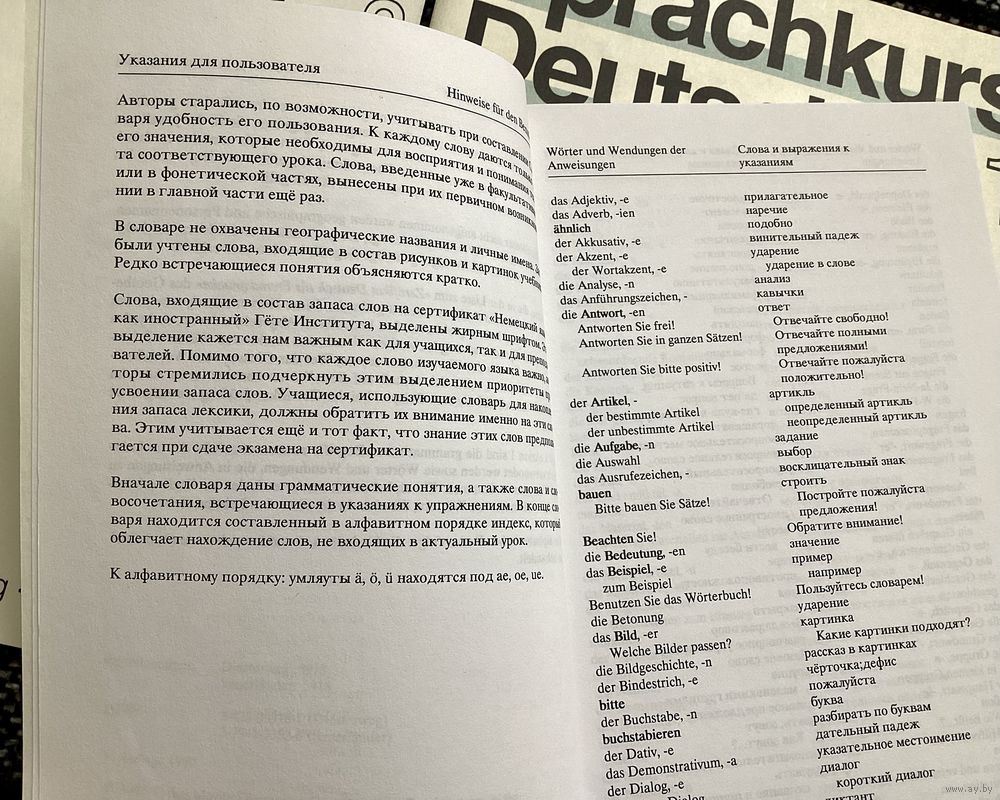 Sprachkurs
Указания для пользователя
Hinweise für den
Авторы старались, по возможности, учитывать при составлении
варя удобность его пользования. К каждому слову даются только
его значения, которые необходимы для восприятия и понимания
та соответствующего урока. Слова, введенные уже в
или в фонетической частях, вынесены при их первичном
нии в главной части ещё раз.
В словаре не охвачены географические названия и личные имена.
были учтены слова, входящие в состав рисунков и картинок
Редко встречающиеся понятия объясняются кратко.
Слова, входящие в состав запаса слов на сертификат «Немецкий
как иностранный» Гёте Института, выделены жирным шрифтом.
выделение кажется нам важным как для учащихся, так и для
вателей. Помимо того, что каждое слово изучаемого языка важно,
торы стремились подчеркнуть этим выделением приоритеты
усвоении запаса слов. Учащиеся, использующие словарь для
ния запаса лексики, должны обратить их внимание именно на эти
ва. Этим учитывается ещё и тот факт, что знание этих слов
гается при сдаче экзамена на сертификат.
Вначале словаря даны грамматические понятия, а также слова и
восочетания, встречающиеся в указаниях к упражнениям. В конце
варя находится составленный в алфавитном порядке индекс,
облегчает нахождение слов, не входящих в актуальный урок.
К алфавитному порядку: умляуты ä, ö, ü находятся под ae, oe, ue.
Wörter und Wendungen der Слова и выражения к
Anweisungen указаниям
das Adjektiv, -e прилагательное
das Adverb, -ien наречие
ähnlich подобно
der Akkusativ, -e винительный падеж
der Akzent, -e ударение
der Wortakzent, -e ударение в слове
die Analyse, -n анализ
das Anführungszeichen, - кавычки
die Antwort, -en ответ
Antworten Sie frei! Отвечайте свободно!
Antworten Sie in ganzen Sätzen! Отвечайте полными
предложениями!
Antworten Sie bitte positiv! Отвечайте пожалуйста
положительно!
der Artikel, - артикль
der bestimmte Artikel определенный артикль
der unbestimmte Artikel неопределенный артикль
die Aufgabe, -n задание
die Auswahl выбор
das Ausrufezeichen, - восклицательный знак
bauen строить
Bitte bauen Sie Sätze! Постройте пожалуйста
предложения!
Beachten Sie! Обратите внимание!
die Bedeutung, -en значение
das Beispiel, -e пример
zum Beispiel например
Benutzen Sie das Wörterbuch! Пользуйтесь словарем!
die Betonung ударение
das Bild, -er картинка
Welche Bilder passen? Какие картинки подходят?
die Bildgeschichte, -n рассказ в картинках
der Bindestrich, -e чёрточка;дефис
bitte пожалуйста
der Buchstabe, -n буква
buchstabieren разбирать по буквам
der Dativ, -e дательный падеж
das Demonstrativum, -a указательное местоимение
der Dialog, -e диалог
Dialog короткий диалог
диктант
www.ay.by